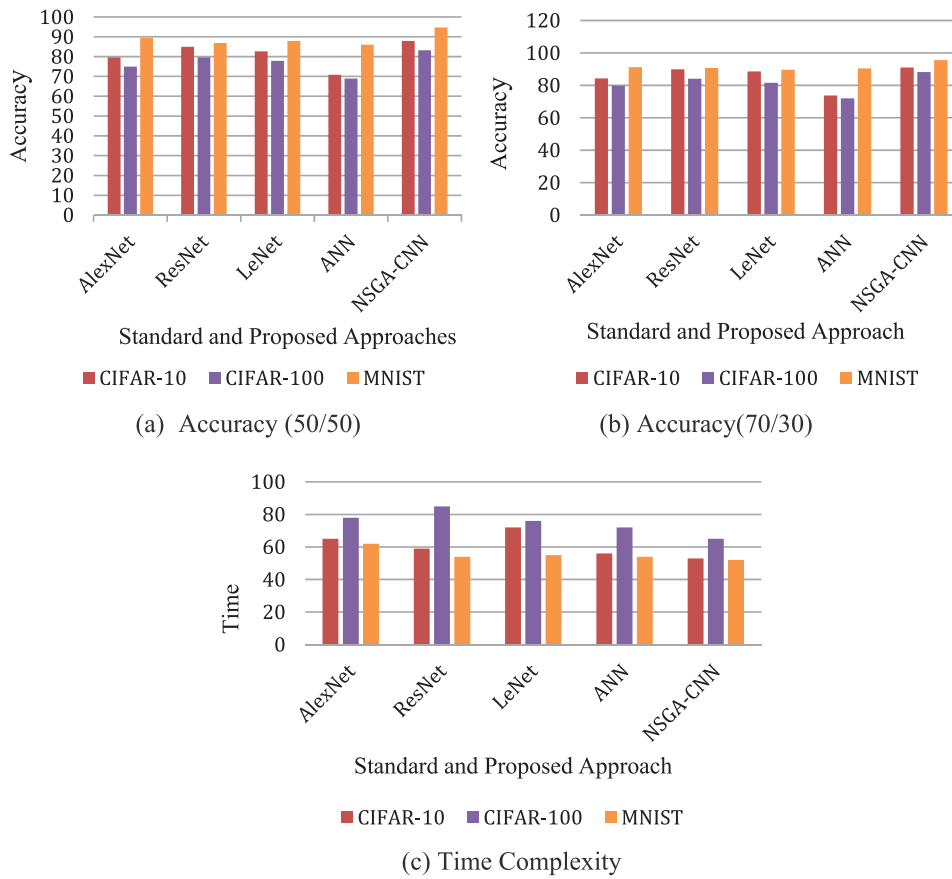 100
90
80
70
60
50
40
30
20
10
0
Accuracy
AlexNet
ResNet
LeNet
ANN
NSGA-CNN
Standard and Proposed Approaches
CIFAR-10 CIFAR-100 MNIST
(a) Accuracy (50/50)
120
100
80
60
40
20
0
Accuracy
AlexNet
ResNet
LeNet
ANN
NSGA-CNN
Standard and Proposed Approach
CIFAR-10 CIFAR-100 MNIST
(b) Accuracy(70/30)
100
80
60
40
20
0
Time
AlexNet
ResNet
LeNet
ANN
NSGA-CNN
Standard and Proposed Approach
CIFAR-10 CIFAR-100 MNIST
(c) Time Complexity